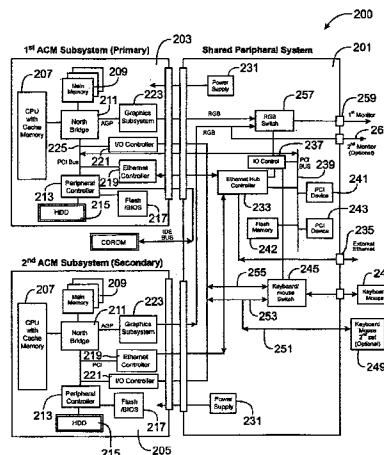 200
1st ACM Subsystem (Primary)
203
Shared Peripheral System
201
207
209
Main Memory
231
Power Supply
CPU with Cache Memory
211
223
North Bridge
AGP
Graphics Subsystem
RGB
RGB
257
RGB Switch
259
1st Monitor
2nd Monitor (Optional)
225
PCI Bus
221
I/O Controller
237
PCI BUS
219
Ethernet Controller
I/O Control
239
213
Peripheral Controller
Ethernet Hub Controller
233
PCI Device
241
215
HDD
Flash /BIOS
217
Flash Memory
242
PCI Device
243
235
CDROM
IDE BUS
External Ethernet
2nd ACM Subsystem (Secondary)
255
245
207
209
Main Memory
Keyboard/ mouse Switch
Keyboard Mouse
CPU with Cache Memory
211
223
253
North Bridge
AGP
Graphics Subsystem
251
Keyboard Mouse 2nd set (Optional)
219
Ethernet Controller
249
PCI
221
I/O Controller
213
Peripheral Controller
Flash /BIOS
217
Power Supply
231
HDD
215
205